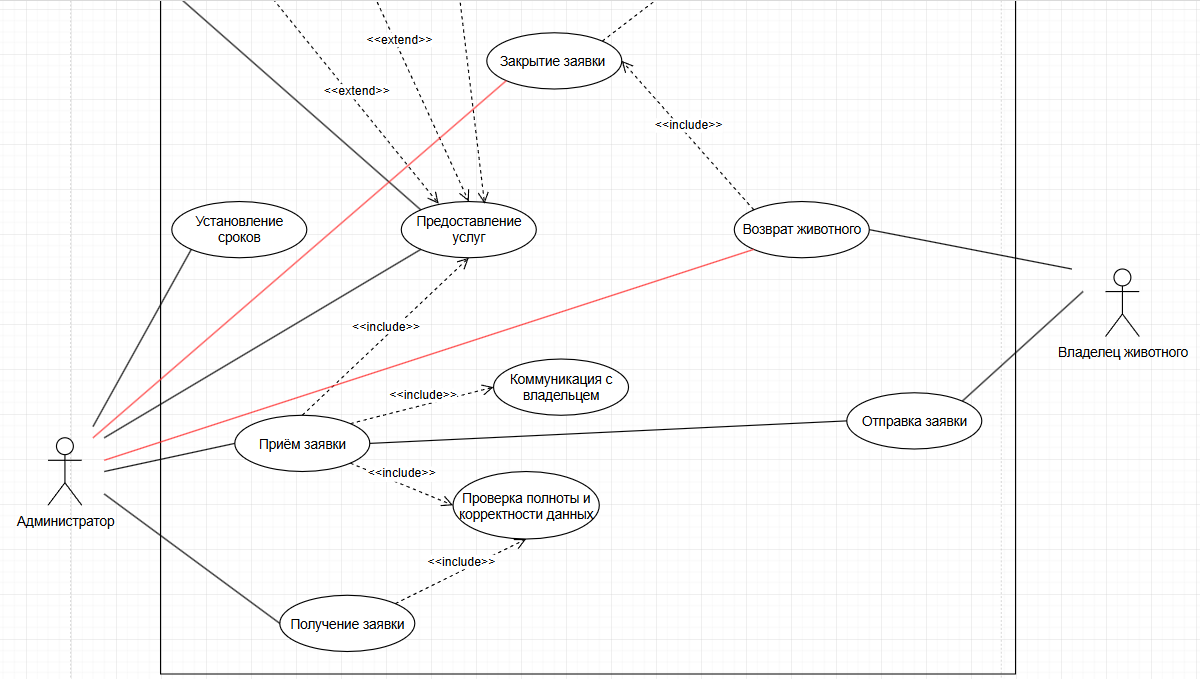 <<extend>>
Закрытие заявки
<<extend>>
<<include>>
Установление
сроков
Предоставление
услуг
Возврат животного
<<include>>
Владелец животного
Коммуникация с
владельцем
<<include>>
Отправка заявки
Приём заявки
<<include>>
Проверка полноты и
корректности данных
Администратор
<<include>>
Получение заявки